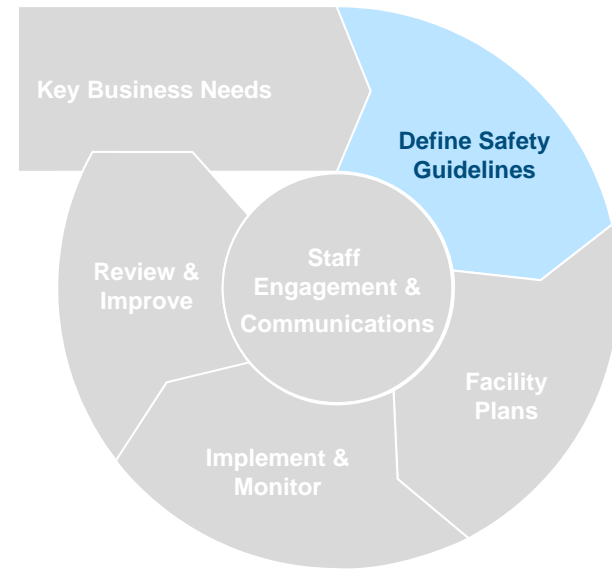 Key Business Needs
Define Safety
Guidelines
Staff
Engagement &
Communications
Review &
Improve
Facility
Plans
Implement &
Monitor